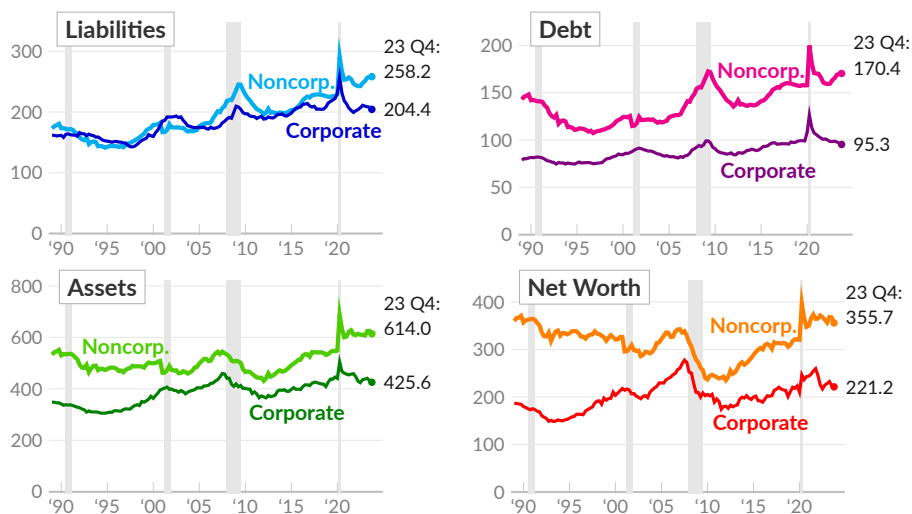 Liabilities
23 Q4:
300
Noncorp.
258.2
200
204.4
Corporate
100
0
‘90 ‘95 ‘00 ‘05 ‘10 ‘15 ‘20
Debt
23 Q4:
200
Noncorp.
170.4
150
100
95.3
Corporate
50
0
‘90 ‘95 ‘00 ‘05 ‘10 ‘15 ‘20
Assets
23 Q4:
800
Noncorp.
614.0
600
425.6
400
Corporate
200
0
‘90 ‘95 ‘00 ‘05 ‘10 ‘15 ‘20
Net Worth
23 Q4:
400
Noncorp.
355.7
300
221.2
200
Corporate
100
0
‘90 ‘95 ‘00 ‘05 ‘10 ‘15 ‘20